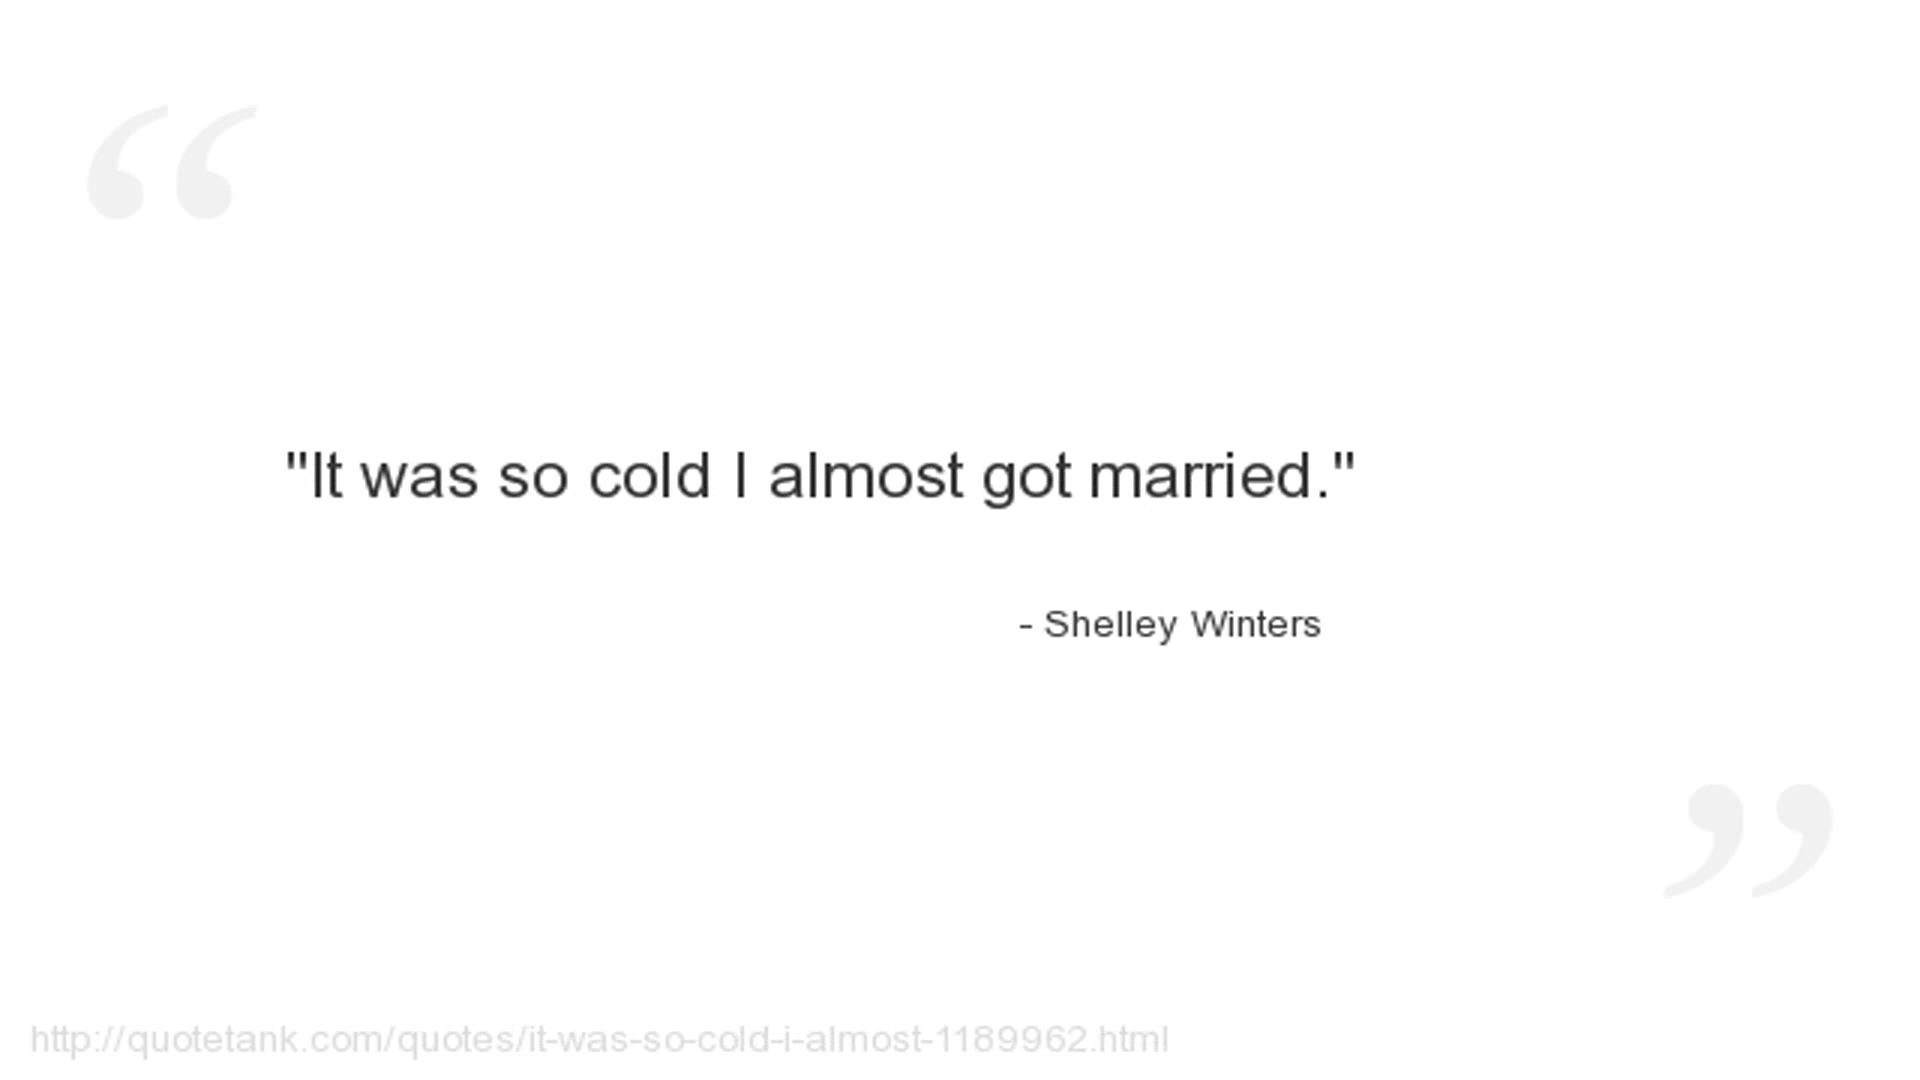 "It was so cold I almost got married."
- Shelley Winters
http://quotetank.com/quotes/it-was-so-cold-i-almost-1189962.html